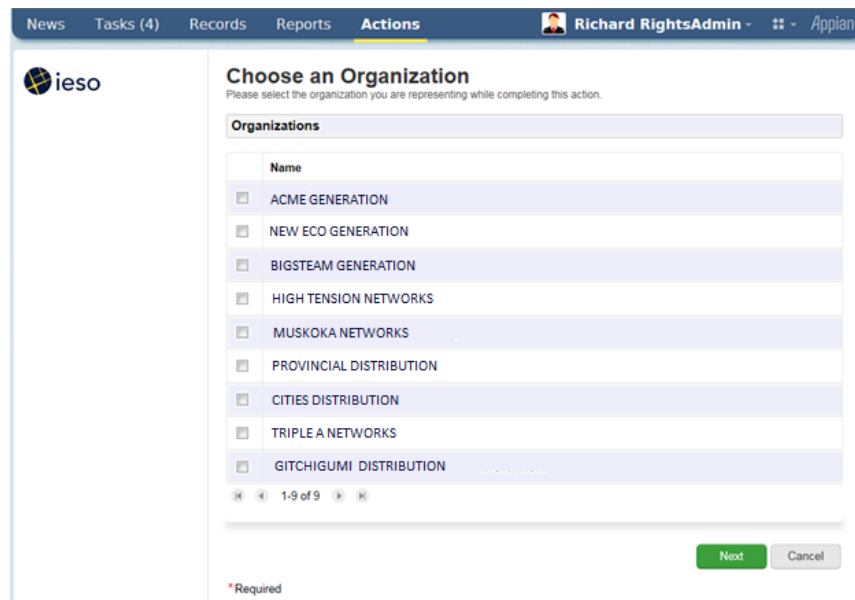 News Tasks (4) Records Reports Actions Richard RightsAdmin Appian
ieso
Choose an Organization
Please select the organization you are representing while completing this action.
Organizations
Name
ACME GENERATION
NEW ECO GENERATION
BIGSTEAM GENERATION
HIGH TENSION NETWORKS
MUSKOKA NETWORKS
PROVINCIAL DISTRIBUTION
CITIES DISTRIBUTION
TRIPLE A NETWORKS
GITCHIGUMI DISTRIBUTION
1-9 of 9
Next Cancel
*Required